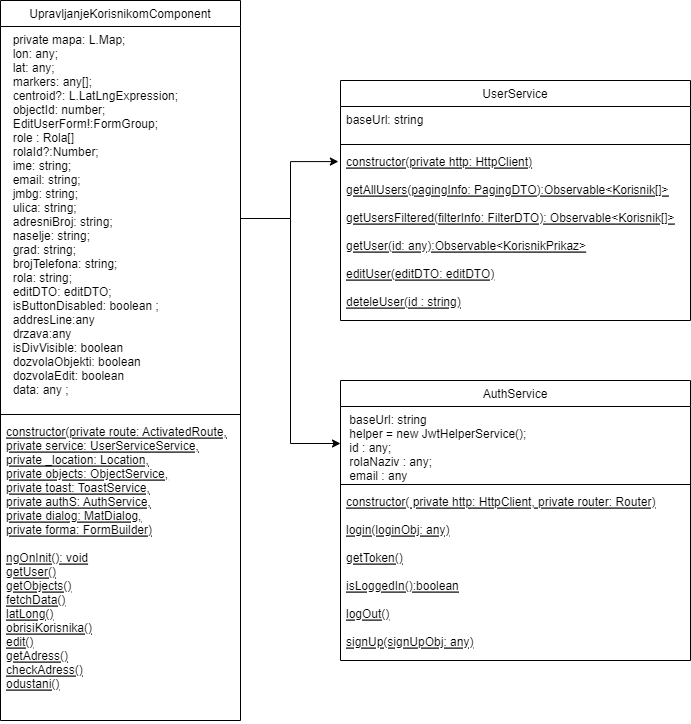 UpravljanjeKorisnikomComponent
private mapa: L.Map;
lon: any;
lat: any;
markers: any[];
centroid?: L.LatLngExpression;
objectId: number;
EditUserForm!:FormGroup;
role : Rola[]
rolaId?:Number;
ime: string;
email: string;
jmbg: string;
ulica: string;
adresniBroj: string;
naselje: string;
grad: string;
brojTelefona: string;
rola: string;
editDTO: editDTO;
isButtonDisabled: boolean ;
addresLine:any
drzava:any
isDivVisible: boolean
dozvolaObjekti: boolean
dozvolaEdit: boolean
data: any ;
constructor(private route: ActivatedRoute,
private service: UserServiceService,
private _location: Location,
private objects: ObjectService,
private toast: ToastService,
private authS: AuthService,
private dialog: MatDialog,
private forma: FormBuilder)
ngOnInit(): void
getUser()
getObjects()
fetchData()
latLong()
obrisiKorisnika()
edit()
getAdress()
checkAdress()
odustani()
UserService
baseUrl: string
constructor(private http: HttpClient)
getAllUsers(pagingInfo: PagingDTO):Observable<Korisnik[]>
getUsersFiltered(filterInfo: FilterDTO): Observable<Korisnik[]>
getUser(id: any):Observable<KorisnikPrikaz>
editUser(editDTO: editDTO)
deteleUser(id : string)
AuthService
baseUrl: string
helper = new JwtHelperService();
id : any;
rolaNaziv : any;
email : any
constructor( private http: HttpClient, private router: Router)
login(loginObj: any)
getToken()
isLoggedIn():boolean
logOut()
signUp(signUpObj: any)